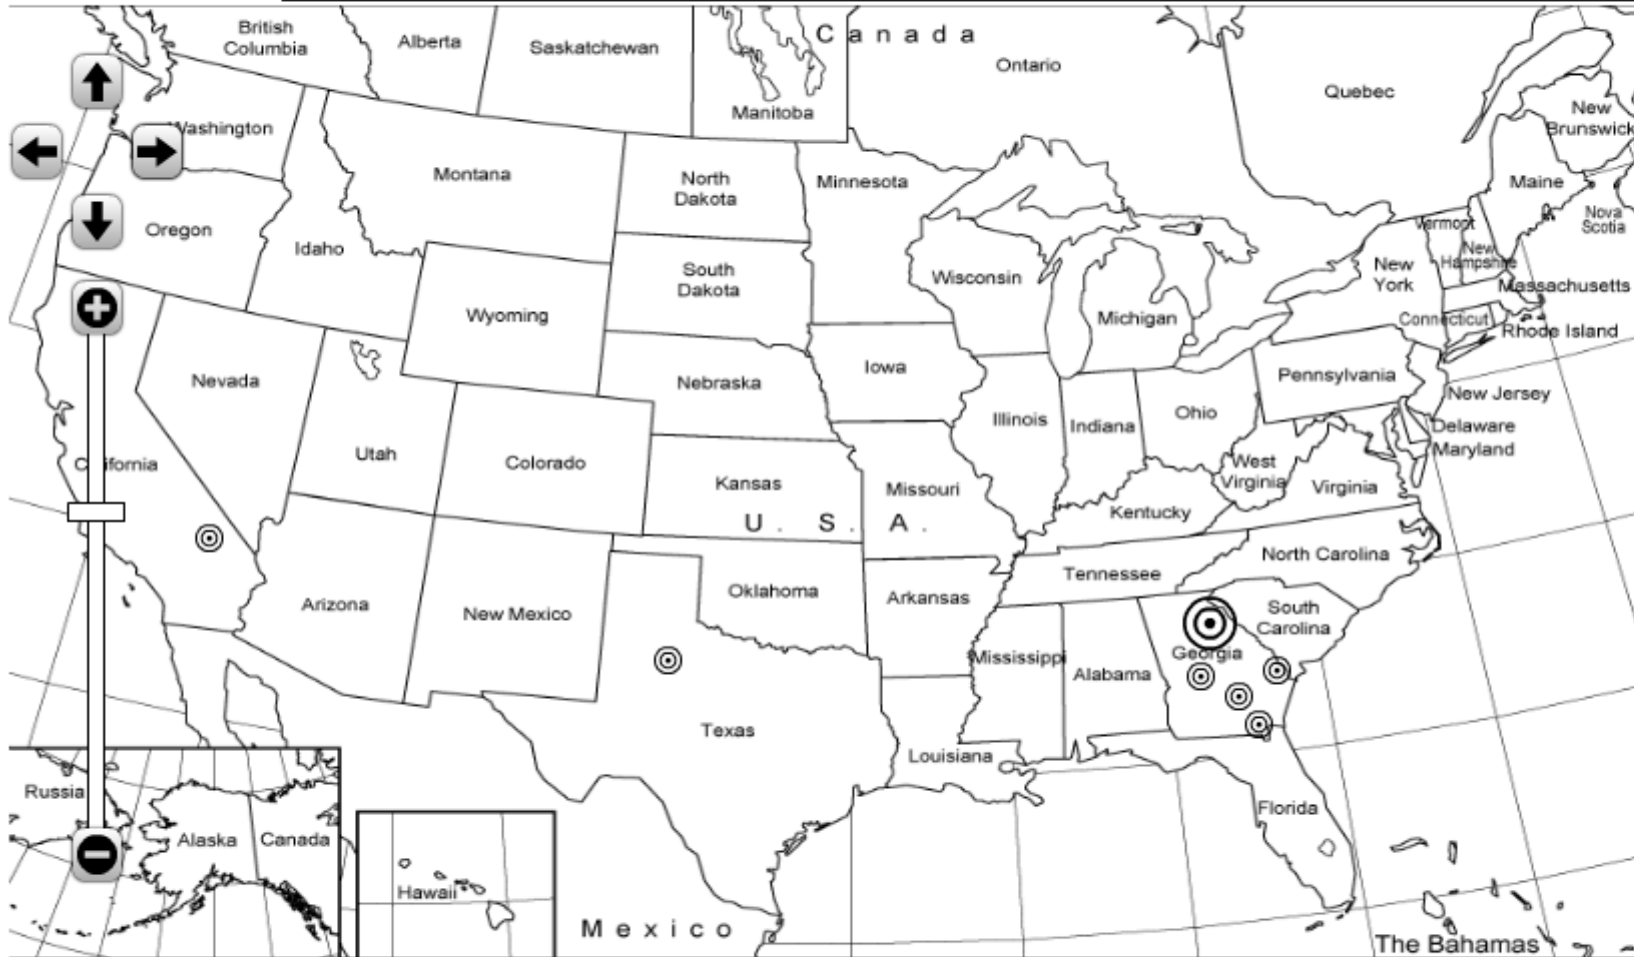 British
Columbia
Alberta
Saskatchewan
Canada
Ontario
Quebec
Manitoba
New
Brunswick
Washington
Montana
North
Dakota
Minnesota
Maine
Nova
Scotia
Oregon
Idaho
Vermont
New
Hampshire
South
Dakota
Wisconsin
New
York
Massachusetts
Wyoming
Michigan
Connecticut
Rhode Island
Nevada
Nebraska
Iowa
Pennsylvania
New Jersey
Illinois
Indiana
Ohio
Delaware
Maryland
California
Utah
Colorado
Kansas
Missouri
West
Virginia
Virginia
Kentucky
U. S. A.
North Carolina
Tennessee
Arizona
New Mexico
Oklahoma
Arkansas
South
Carolina
Georgia
Mississippi
Alabama
Texas
Louisiana
Russia
Alaska
Canada
Florida
Hawaii
Mexico
The Bahamas